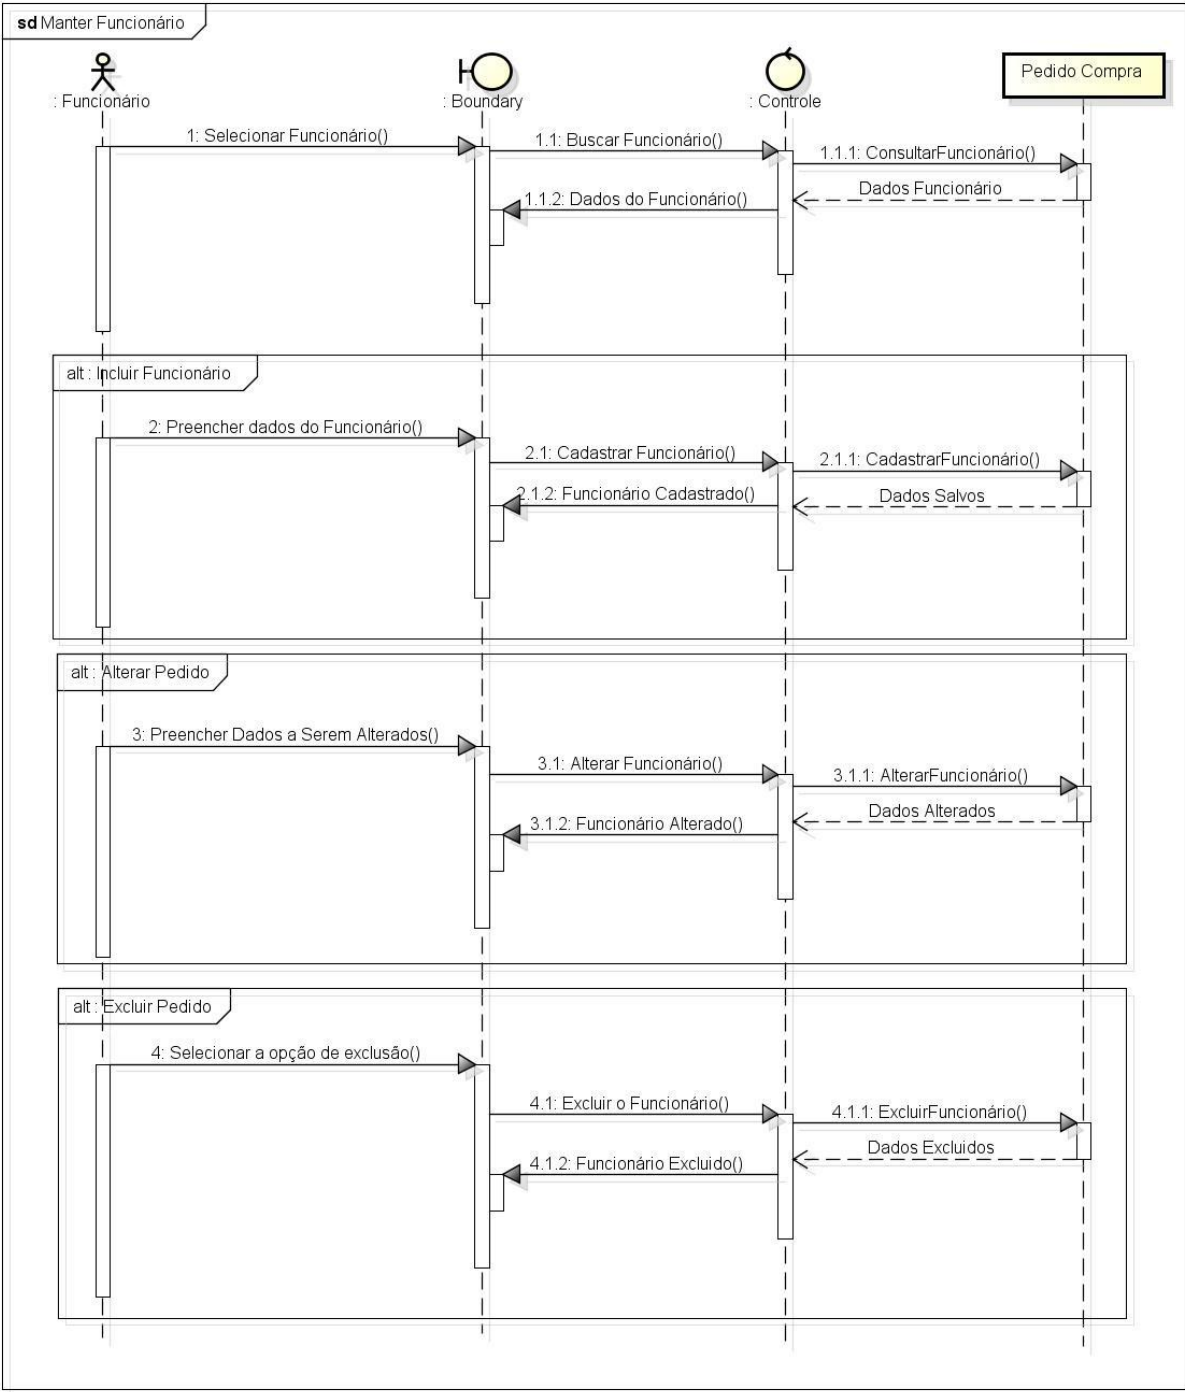 sd Manter Funcionário
: Funcionário
: Boundary
: Controle
Pedido Compra
1: Selecionar Funcionário()
1.1: Buscar Funcionário()
1.1.1: ConsultarFuncionário()
Dados Funcionário
1.1.2: Dados do Funcionário()
alt : Incluir Funcionário
2: Preencher dados do Funcionário()
2.1: Cadastrar Funcionário()
2.1.1: CadastrarFuncionário()
2.1.2: Funcionário Cadastrado()
Dados Salvos
alt : Alterar Pedido
3: Preencher Dados a Serem Alterados()
3.1: Alterar Funcionário()
3.1.1: AlterarFuncionário()
Dados Alterados
3.1.2: Funcionário Alterado()
alt : Excluir Pedido
4: Selecionar a opção de exclusão()
4.1: Excluir o Funcionário()
4.1.1: ExcluirFuncionário()
Dados Excluidos
4.1.2: Funcionário Excluido()